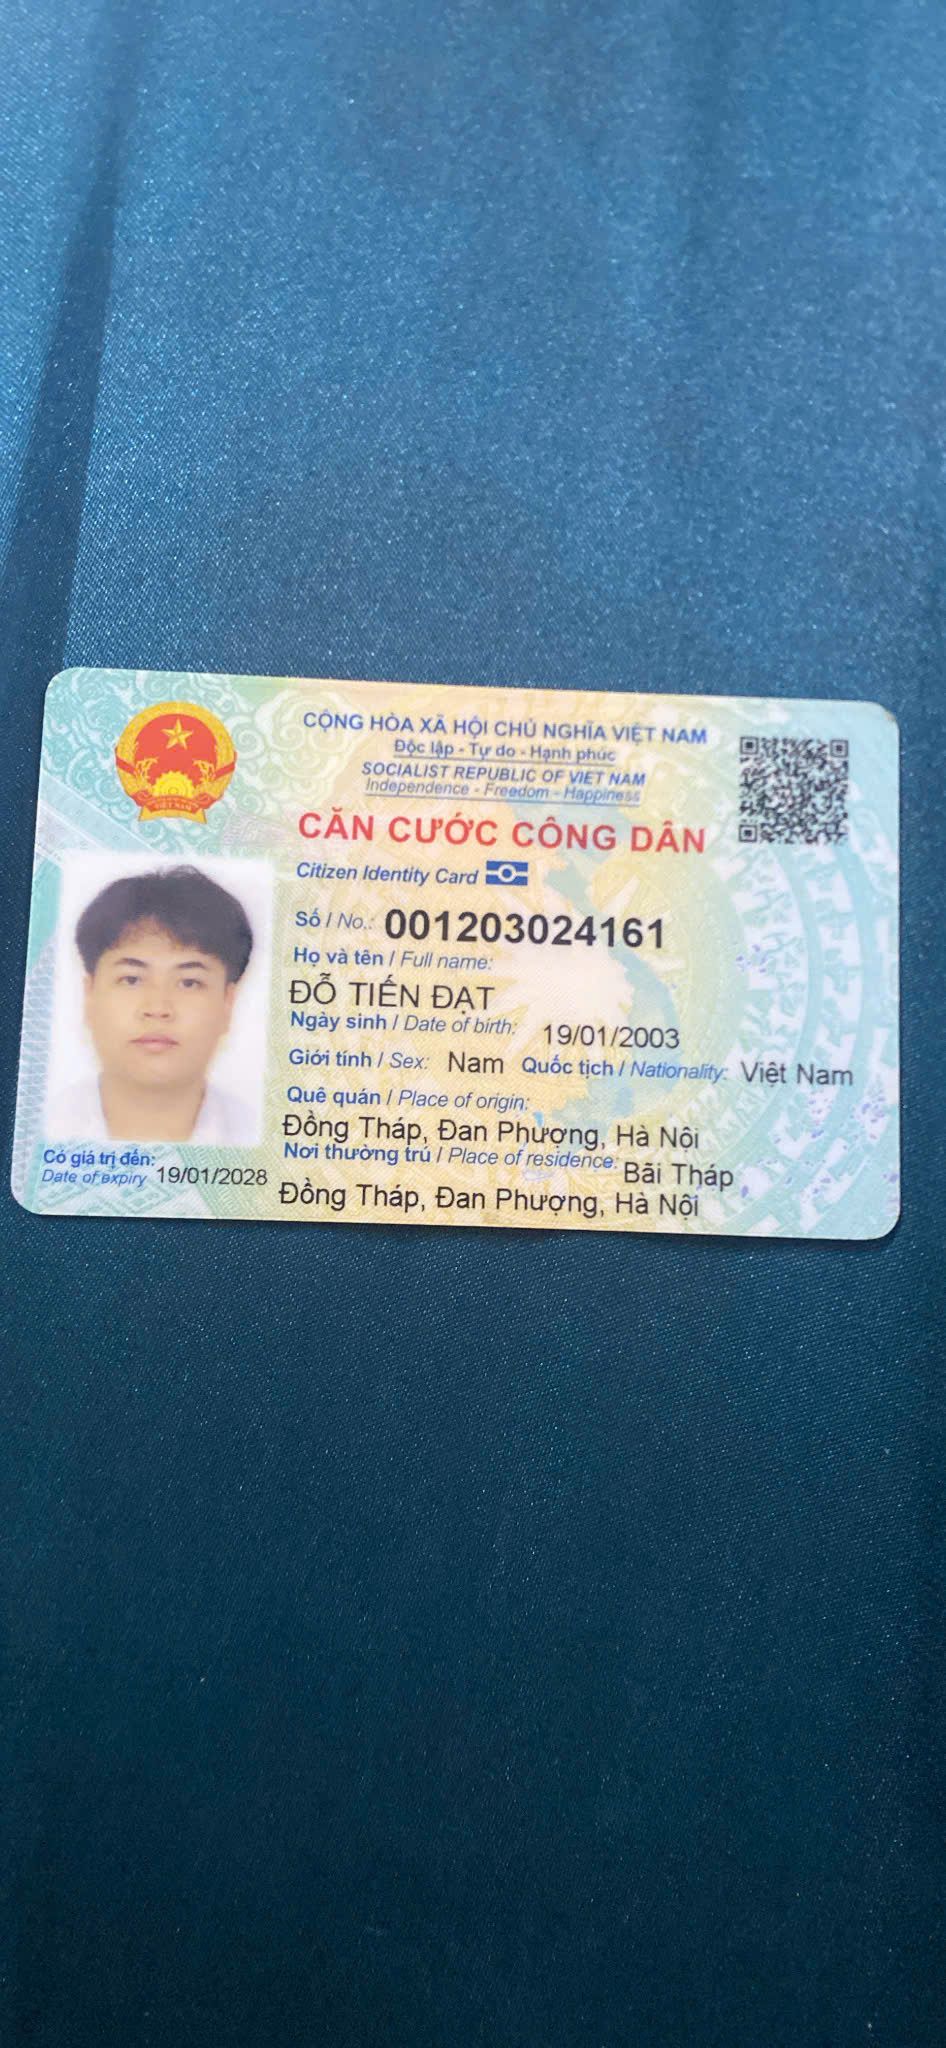 CỘNG HÒA XÃ HỘI CHỦ NGHĨA VIỆT NAM
Độc lập - Tự do - Hạnh phúc
SOCIALIST REPUBLIC OF VIET NAM
Independence - Freedom - Happiness
CĂN CƯỚC CÔNG DÂN
Citizen Identity Card
Số / No.: 001203024161
Họ và tên / Full name:
ĐỖ TIẾN ĐẠT
Ngày sinh / Date of birth: 19/01/2003
Giới tính / Sex: Nam Quốc tịch / Nationality: Việt Nam
Quê quán / Place of origin:
Đồng Tháp, Đan Phượng, Hà Nội
Nơi thường trú / Place of residence: Bãi Tháp
Đồng Tháp, Đan Phượng, Hà Nội
Có giá trị đến:
Date of expiry 19/01/2028
VIỆT NAM